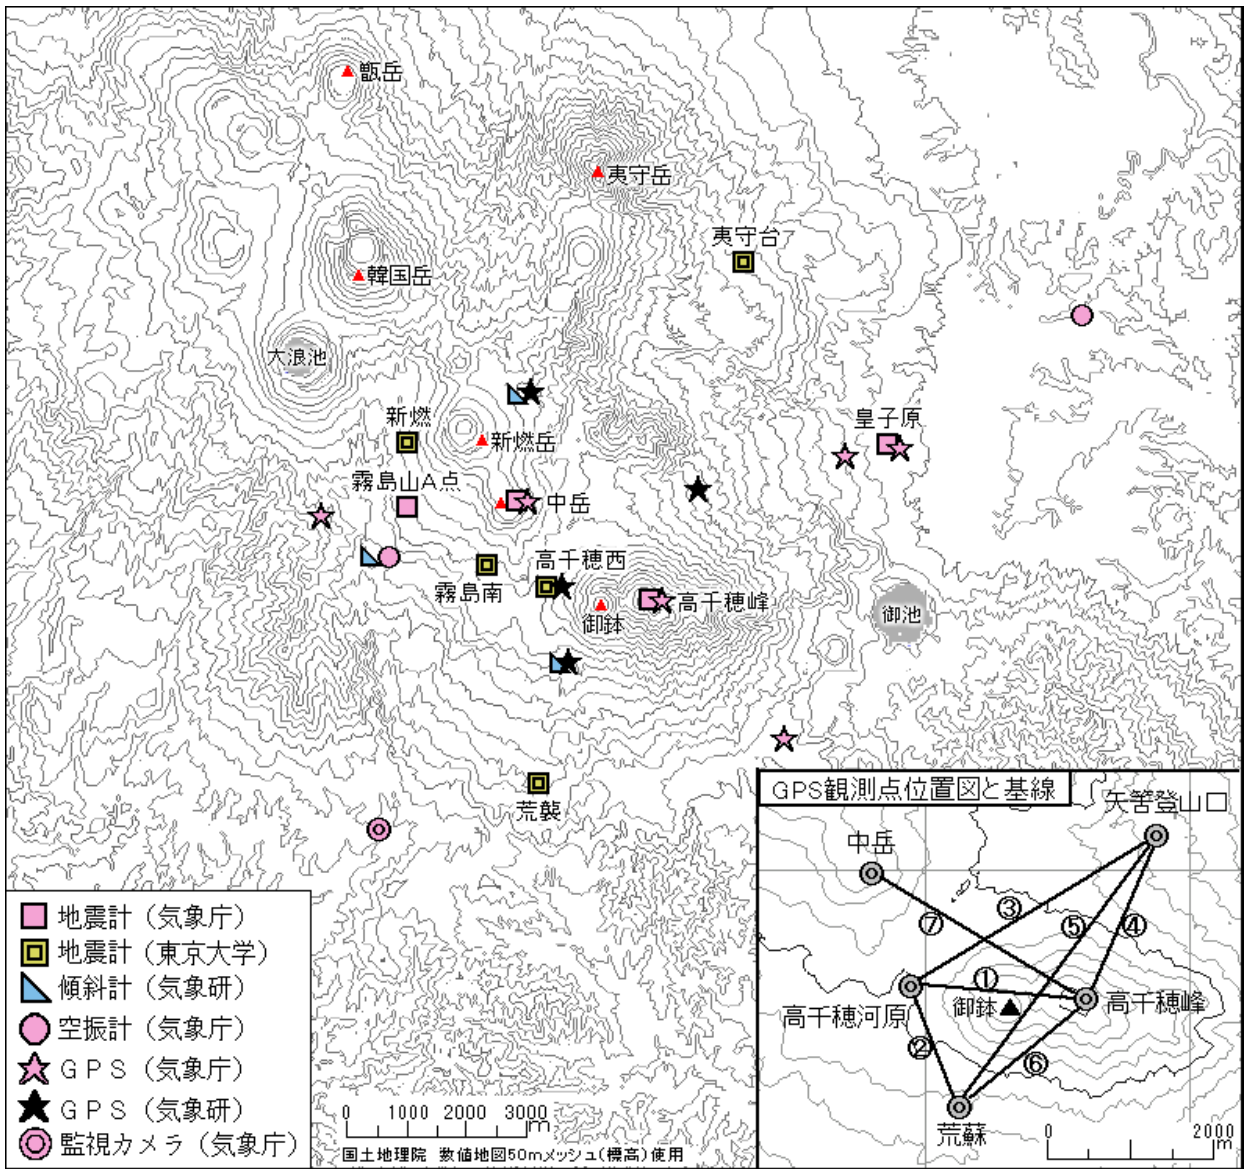 甑岳
夷守岳
夷守台
韓国岳
大浪池
新燃
新燃岳
皇子原
霧島山A点
中岳
高千穂西
霧島南
高千穂峰
御鉢
御池
荒襲
地震計（気象庁）
地震計（東京大学）
傾斜計（気象研）
空振計（気象庁）
GPS（気象庁）
GPS（気象研）
監視カメラ（気象庁）
0 1000 2000 3000
m
国土地理院 数値地図50mメッシュ(標高)使用
GPS観測点位置図と基線
矢筈登山口
中岳
③
⑦
⑤
④
①
高千穂河原
御鉢
高千穂峰
②
⑥
荒蘇
0 2000
m